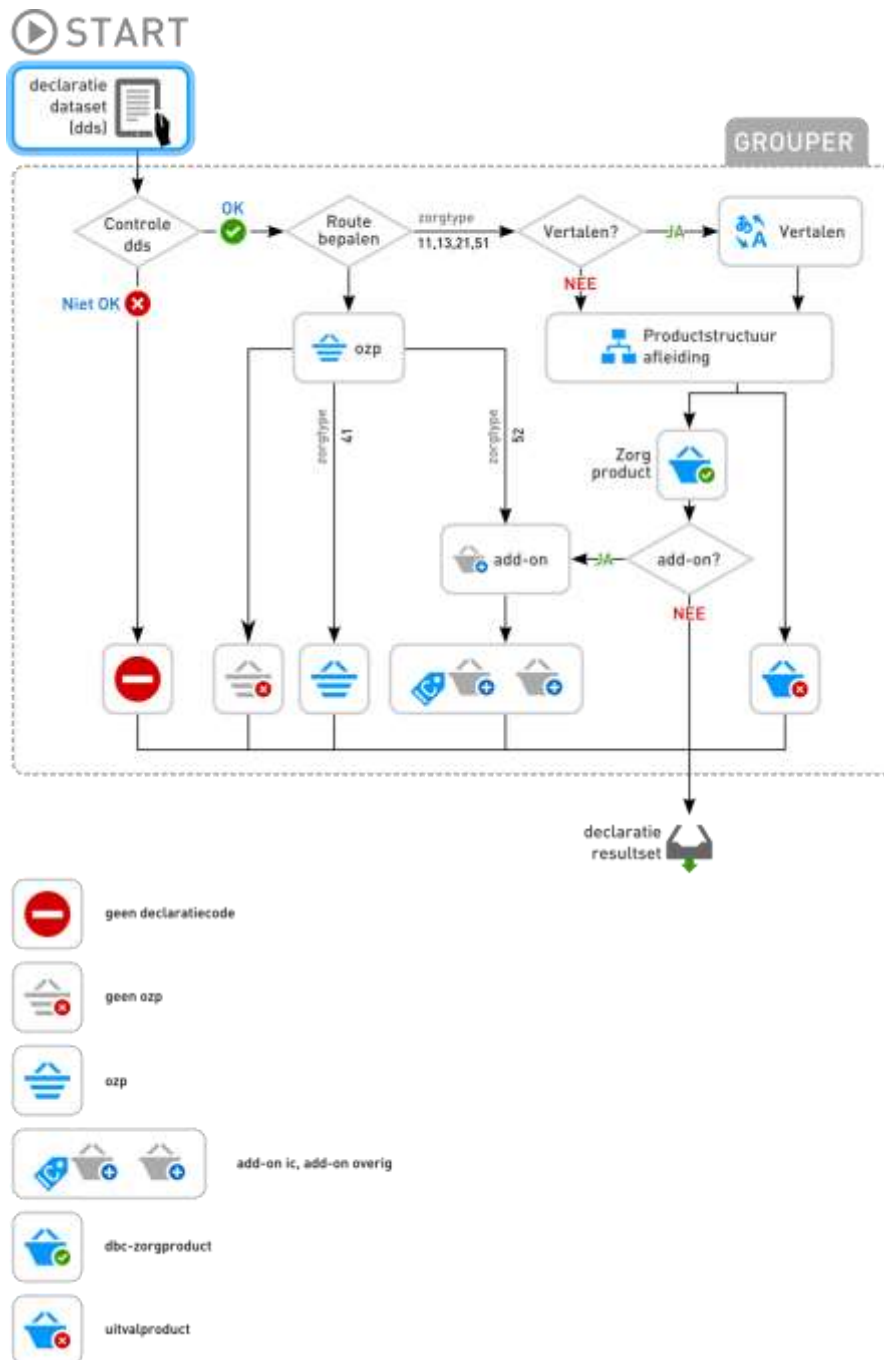 START
declaratie
dataset
(dds)
GROUPER
Controle
dds
OK
Route
bepalen
zorgtype
11,13,21,51
Vertalen?
JA
Vertalen
Niet OK
NEE
ozp
Productstructuur
afleiding
zorgtype
41
zorgtype
52
Zorg
product
add-on
JA
add-on?
NEE
declaratie
resultset
geen declaratiecode
geen ozp
ozp
add-on ic, add-on overig
dbc-zorgproduct
uitvalproduct